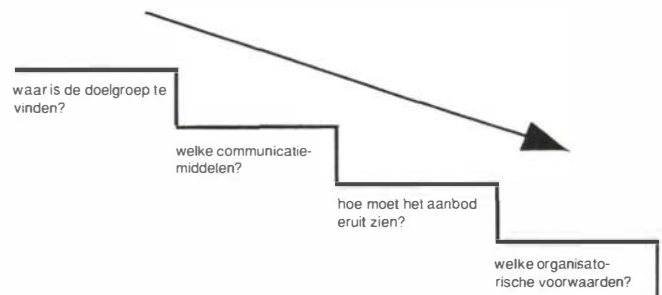 waar is de doelgroep te
vinden?
welke communicatie-
middelen?
hoe moet het aanbod
eruit zien?
welke organisato-
rische voorwaarden?